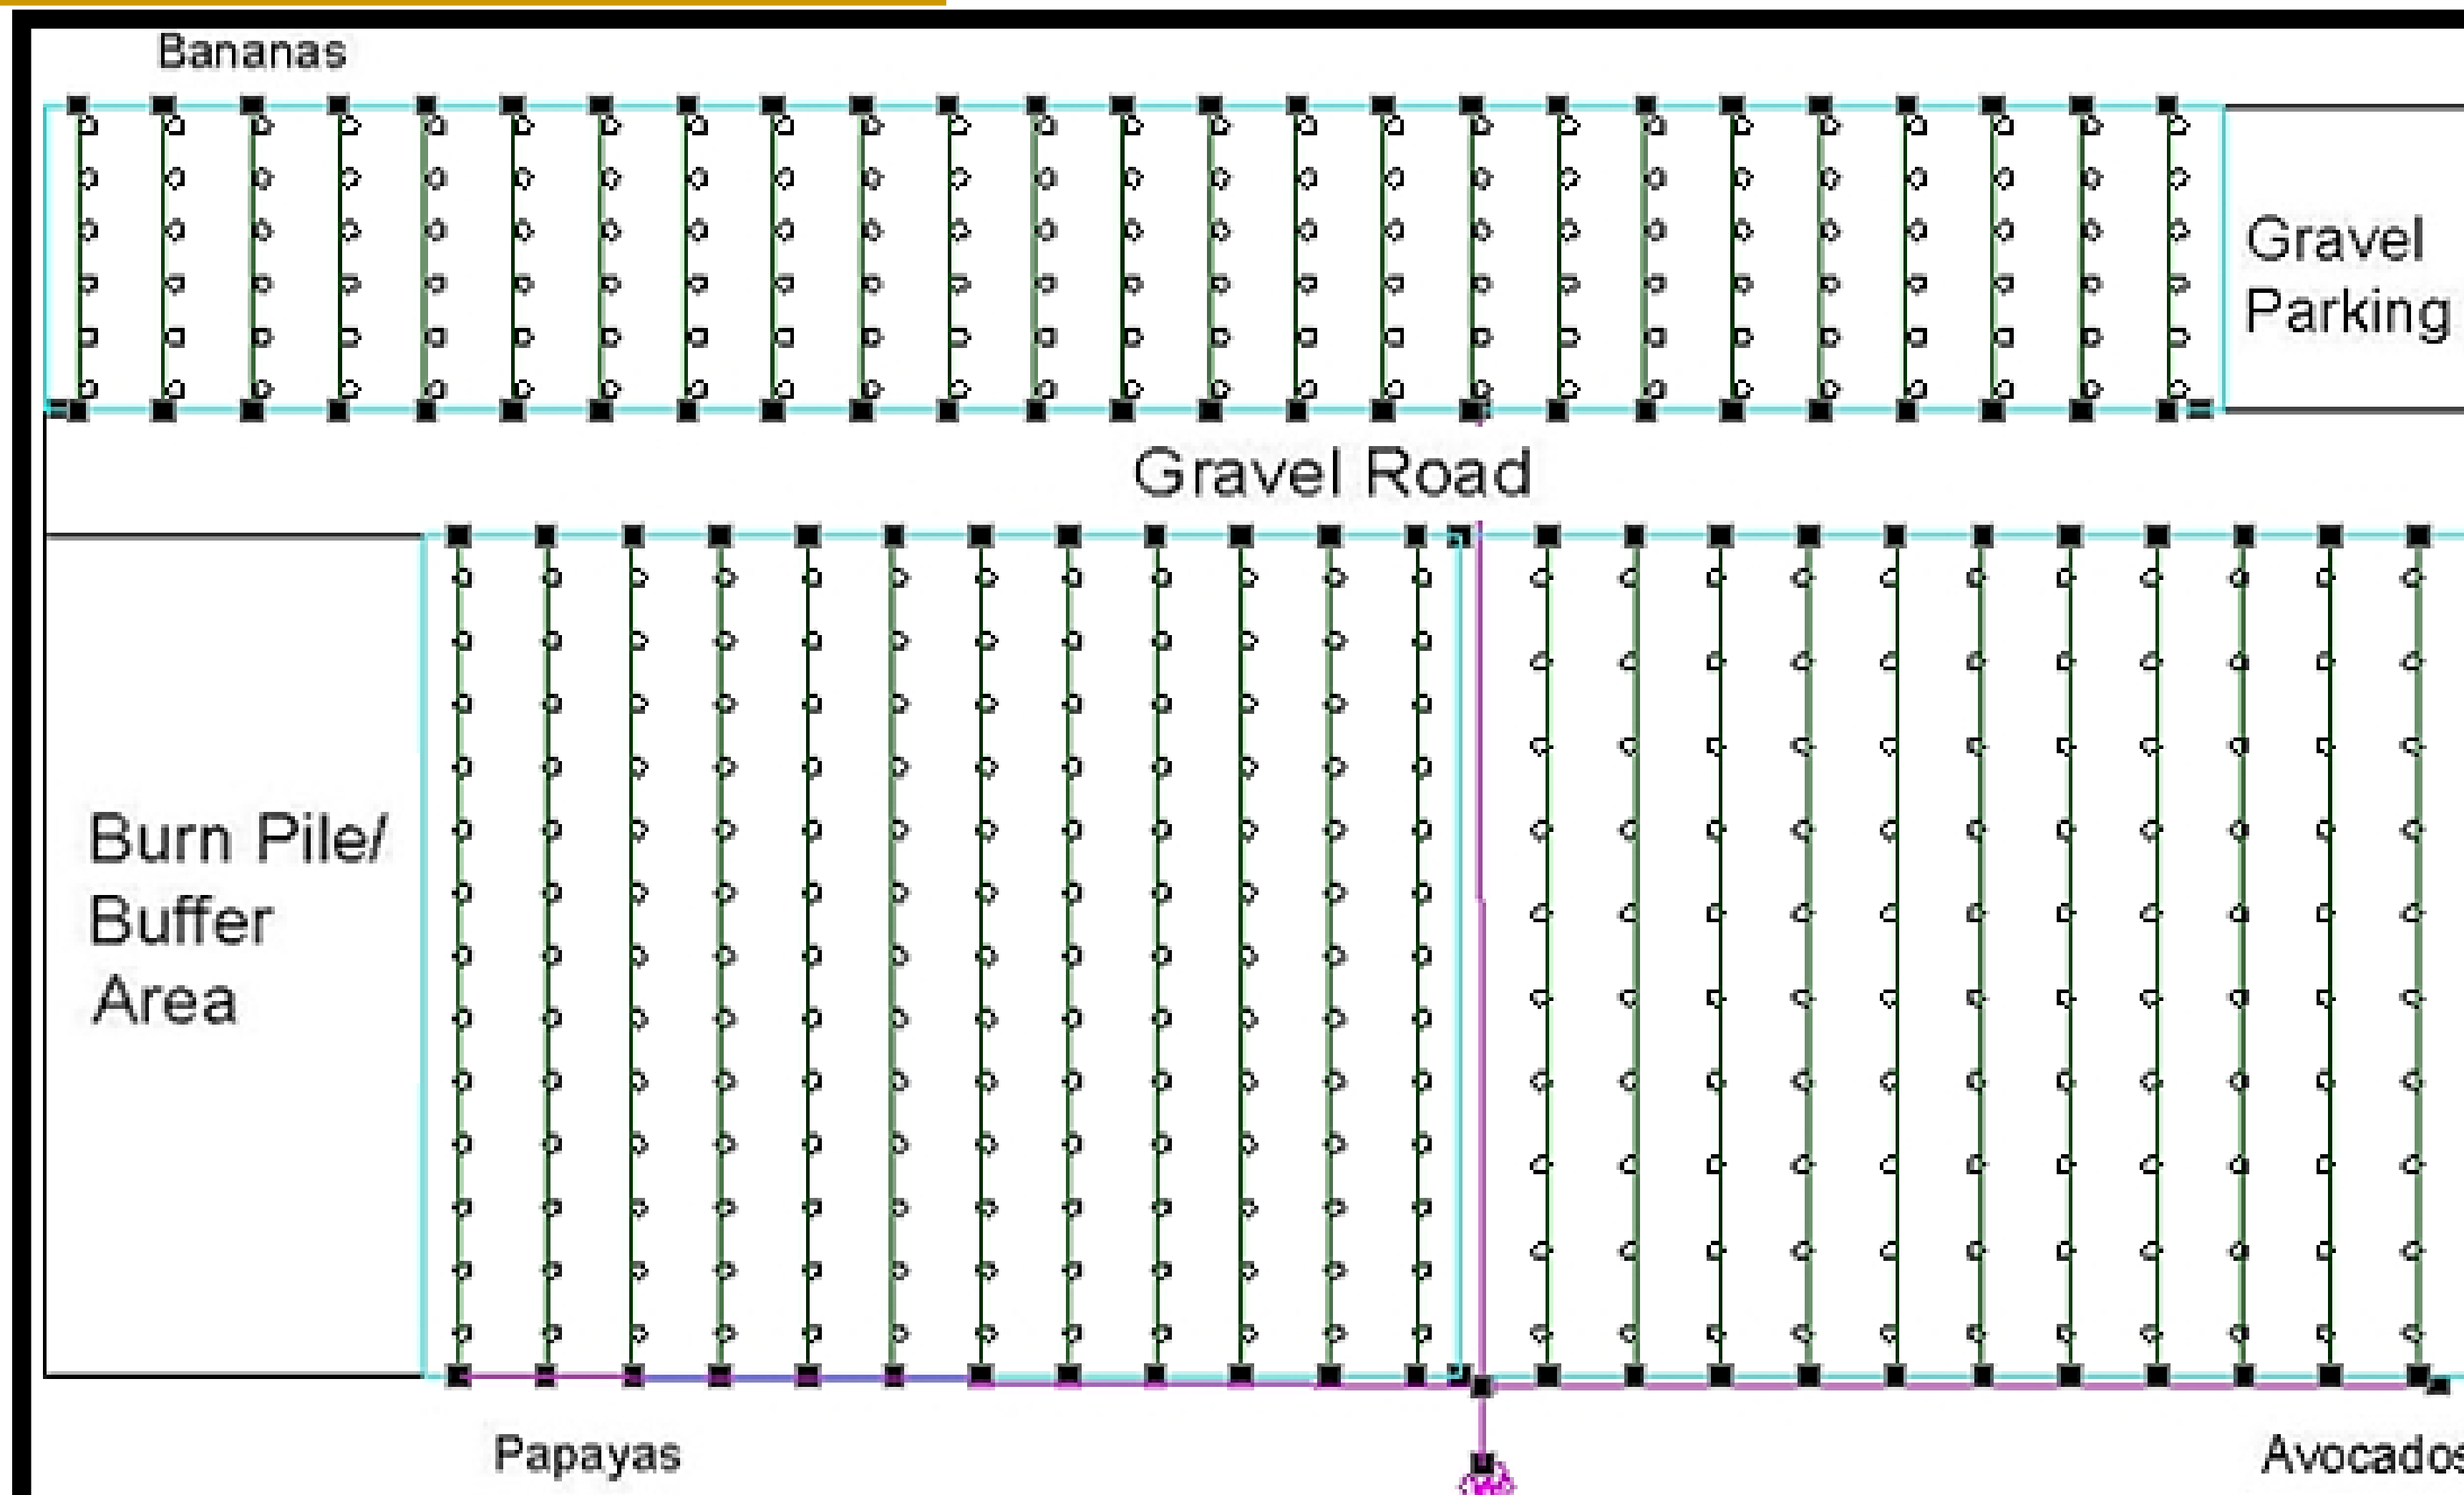 Bananas
Gravel
Parking
Gravel Road
Burn Pile/
Buffer
Area
Papayas
Avocados